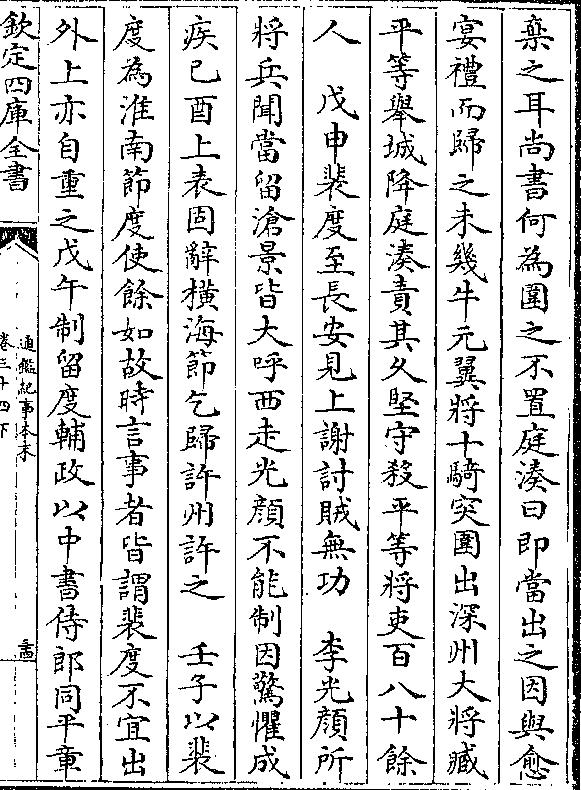 棄之耳尚書何為圍之不置庭湊曰即當出之因與愈
宴禮而歸之未幾牛元翼將十騎突圍出深州大將臧
平等舉城降庭湊責其乆堅守殺平等將吏百八十餘
人　戊申裴度至長安見上謝討賊無功　李光顔所
將兵聞當留滄景皆大呼西走光顔不能制因驚懼成
疾已酉上表固辭橫海節乞歸許州許之　壬子以裴
度為淮南節度使餘如故時言事者皆謂裴度不宜出
外上亦自重之戊午制留度輔政以中書侍郎同平章
欽定四庫全書
通鑑紀事本末
卷三十四下